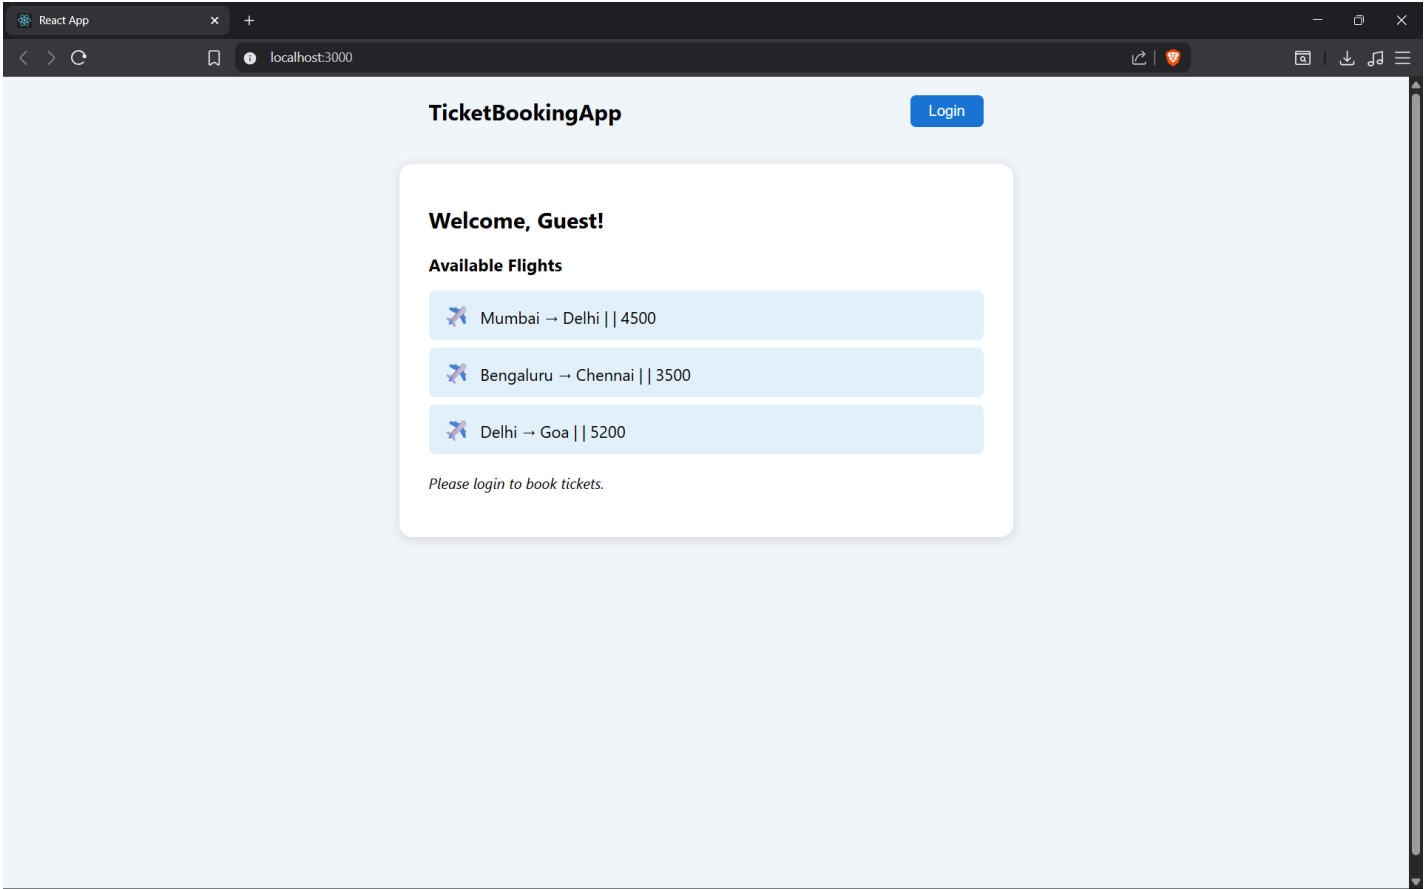 React App
localhost:3000
TicketBookingApp
Login
Welcome, Guest!
Available Flights
Mumbai → Delhi | | 4500
Bengaluru → Chennai | | 3500
Delhi → Goa | | 5200
Please login to book tickets.